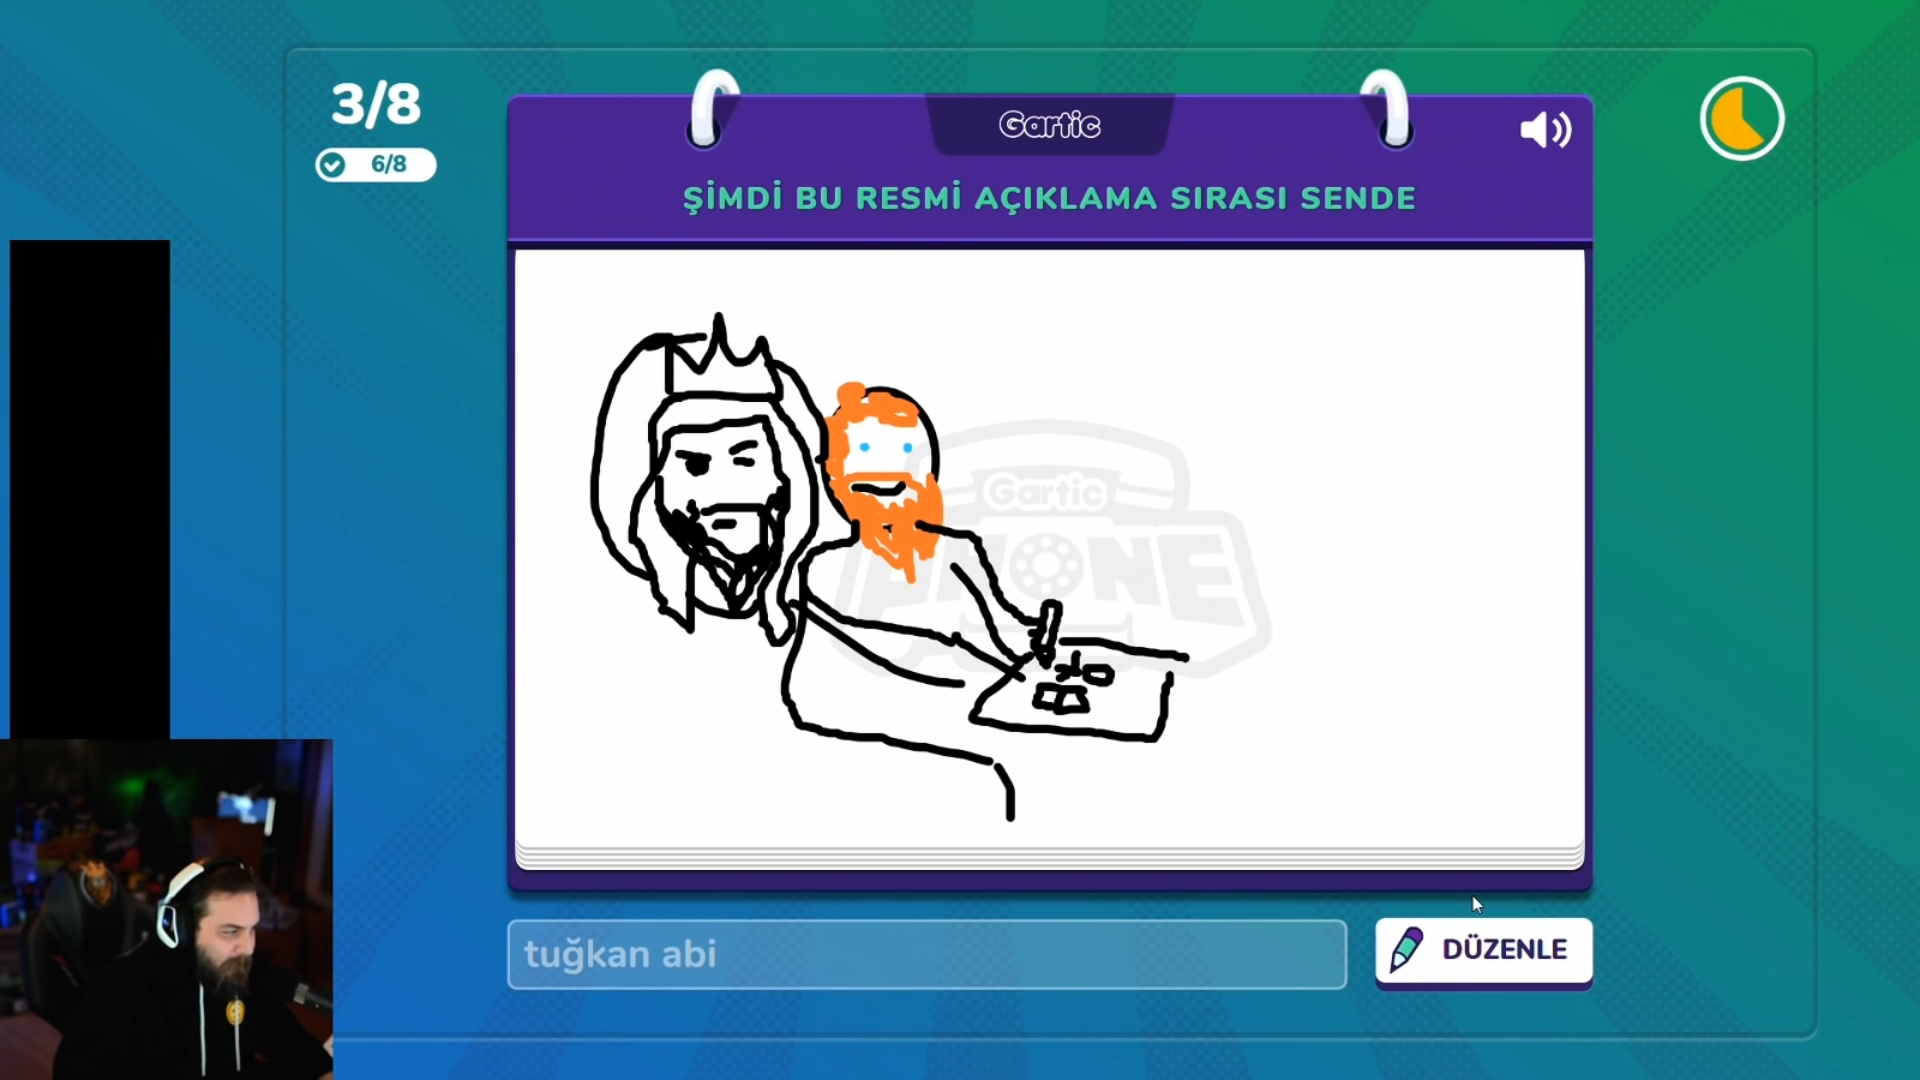 3/8
6/8
Gartic
ŞİMDİ BU RESMİ AÇIKLAMA SIRASI SENDE
Gartic
PHONE
tuğkan abi
DÜZENLE